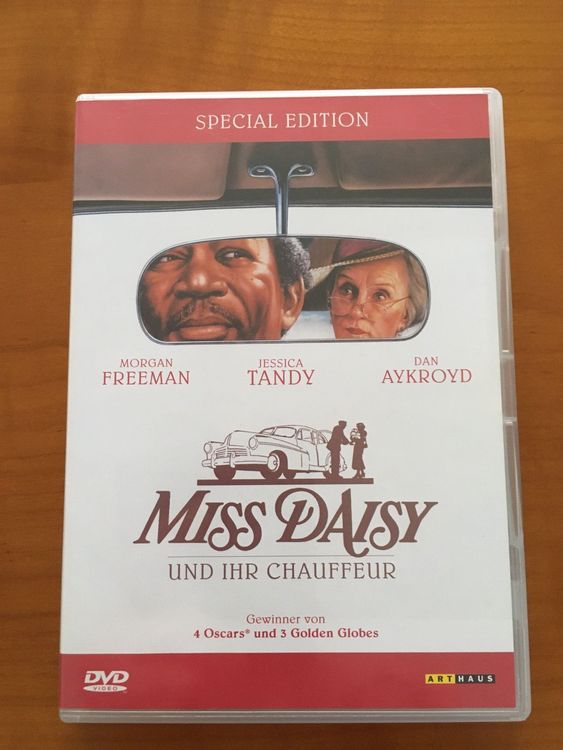 SPECIAL EDITION
MORGAN FREEMAN
JESSICA TANDY
DAN AYKROYD
MISS DAISY
UND IHR CHAUFFEUR
Gewinner von
4 Oscars® und 3 Golden Globes
DVD
VIDEO
ARTHAUS